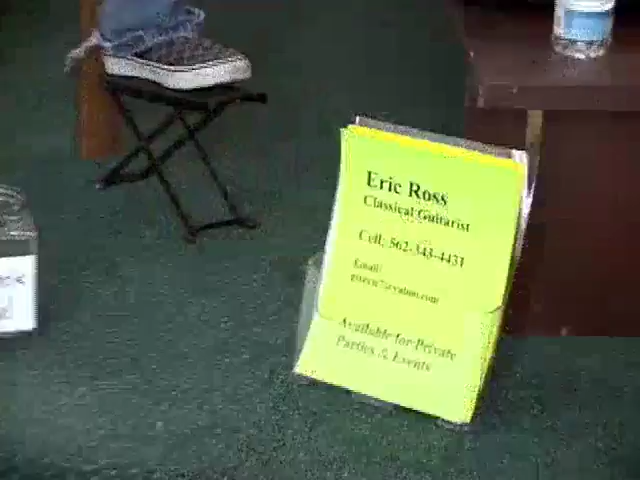 Eric Ross
Classical Guitarist
Cell: 562-343-4431
Email:
Available for Private
Parties & Events